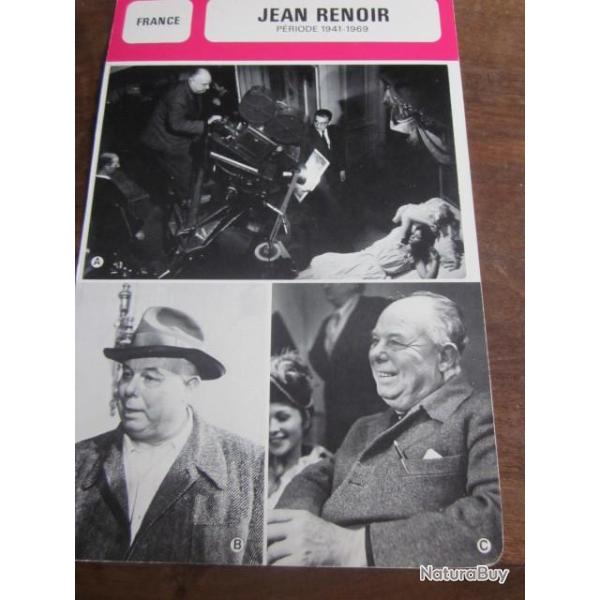 FRANCE
JEAN RENOIR
PÉRIODE 1941-1969
A
B
C
NaturaBuy